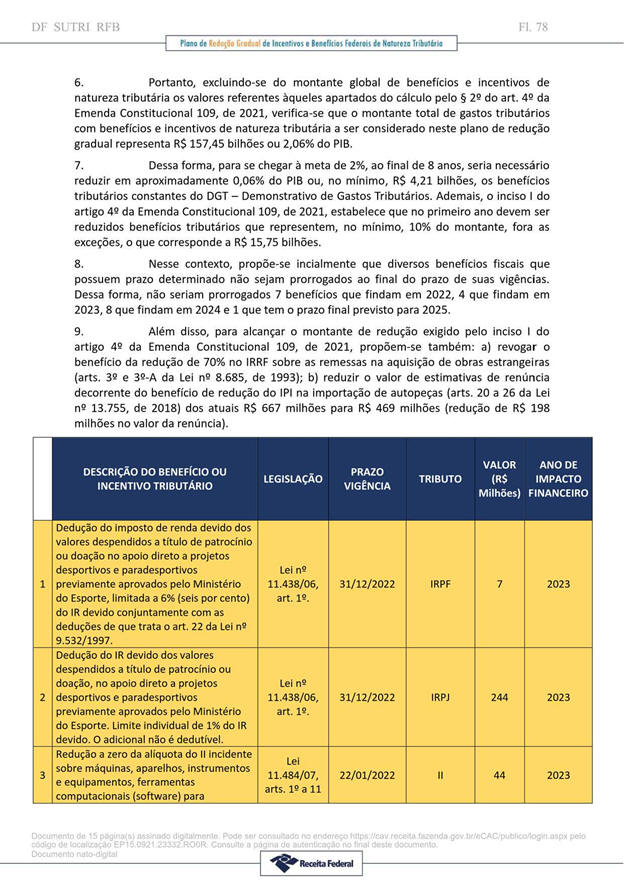 DF SUTRI RFB
Fl. 78
Plano de Redução Gradual de Incentivos e Benefícios Federais de Natureza Tributária
6. Portanto, excluindo-se do montante global de benefícios e incentivos de
natureza tributária os valores referentes àqueles apartados do cálculo pelo § 2º do art. 4º da
Emenda Constitucional 109, de 2021, verifica-se que o montante total de gastos tributários
com benefícios e incentivos de natureza tributária a ser considerado neste plano de redução
gradual representa R$ 157,45 bilhões ou 2,06% do PIB.
7. Dessa forma, para se chegar à meta de 2%, ao final de 8 anos, seria necessário
reduzir em aproximadamente 0,06% do PIB ou, no mínimo, R$ 4,21 bilhões, os benefícios
tributários constantes do DGT – Demonstrativo de Gastos Tributários. Ademais, o inciso I do
artigo 4º da Emenda Constitucional 109, de 2021, estabelece que no primeiro ano devem ser
reduzidos benefícios tributários que representem, no mínimo, 10% do montante, fora as
exceções, o que corresponde a R$ 15,75 bilhões.
8. Nesse contexto, propõe-se incialmente que diversos benefícios fiscais que
possuem prazo determinado não sejam prorrogados ao final do prazo de suas vigências.
Dessa forma, não seriam prorrogados 7 benefícios que findam em 2022, 4 que findam em
2023, 8 que findam em 2024 e 1 que tem o prazo final previsto para 2025.
9. Além disso, para alcançar o montante de redução exigido pelo inciso I do
artigo 4º da Emenda Constitucional 109, de 2021, propõem-se também: a) revogar o
benefício da redução de 70% no IRRF sobre as remessas na aquisição de obras estrangeiras
(arts. 3º e 3º-A da Lei nº 8.685, de 1993); b) reduzir o valor de estimativas de renúncia
decorrente do benefício de redução do IPI na importação de autopeças (arts. 20 a 26 da Lei
nº 13.755, de 2018) dos atuais R$ 667 milhões para R$ 469 milhões (redução de R$ 198
milhões no valor da renúncia).
DESCRIÇÃO DO BENEFÍCIO OU
INCENTIVO TRIBUTÁRIO
LEGISLAÇÃO
PRAZO
VIGÊNCIA
TRIBUTO
VALOR
(R$
Milhões)
ANO DE
IMPACTO
FINANCEIRO
1
Dedução do imposto de renda devido dos
valores despendidos a título de patrocínio
ou doação no apoio direto a projetos
desportivos e paradesportivos
previamente aprovados pelo Ministério
do Esporte, limitada a 6% (seis por cento)
do IR devido conjuntamente com as
deduções de que trata o art. 22 da Lei nº
9.532/1997.
Lei nº
11.438/06,
art. 1º.
31/12/2022
IRPF
7
2023
2
Dedução do IR devido dos valores
despendidos a título de patrocínio ou
doação, no apoio direto a projetos
desportivos e paradesportivos
previamente aprovados pelo Ministério
do Esporte. Limite individual de 1% do IR
devido. O adicional não é dedutível.
Lei nº
11.438/06,
art. 1º.
31/12/2022
IRPJ
244
2023
3
Redução a zero da alíquota do II incidente
sobre máquinas, aparelhos, instrumentos
e equipamentos, ferramentas
computacionais (software) para
Lei
11.484/07,
arts. 1º a 11
22/01/2022
II
44
2023
Documento de 15 página(s) assinado digitalmente. Pode ser consultado no endereço https://cav.receita.fazenda.gov.br/eCAC/publico/login.aspx pelo
código de localização EP15.0921.23332.RO0R. Consulte a página de autenticação no final deste documento.
Documento nato-digital
Receita Federal